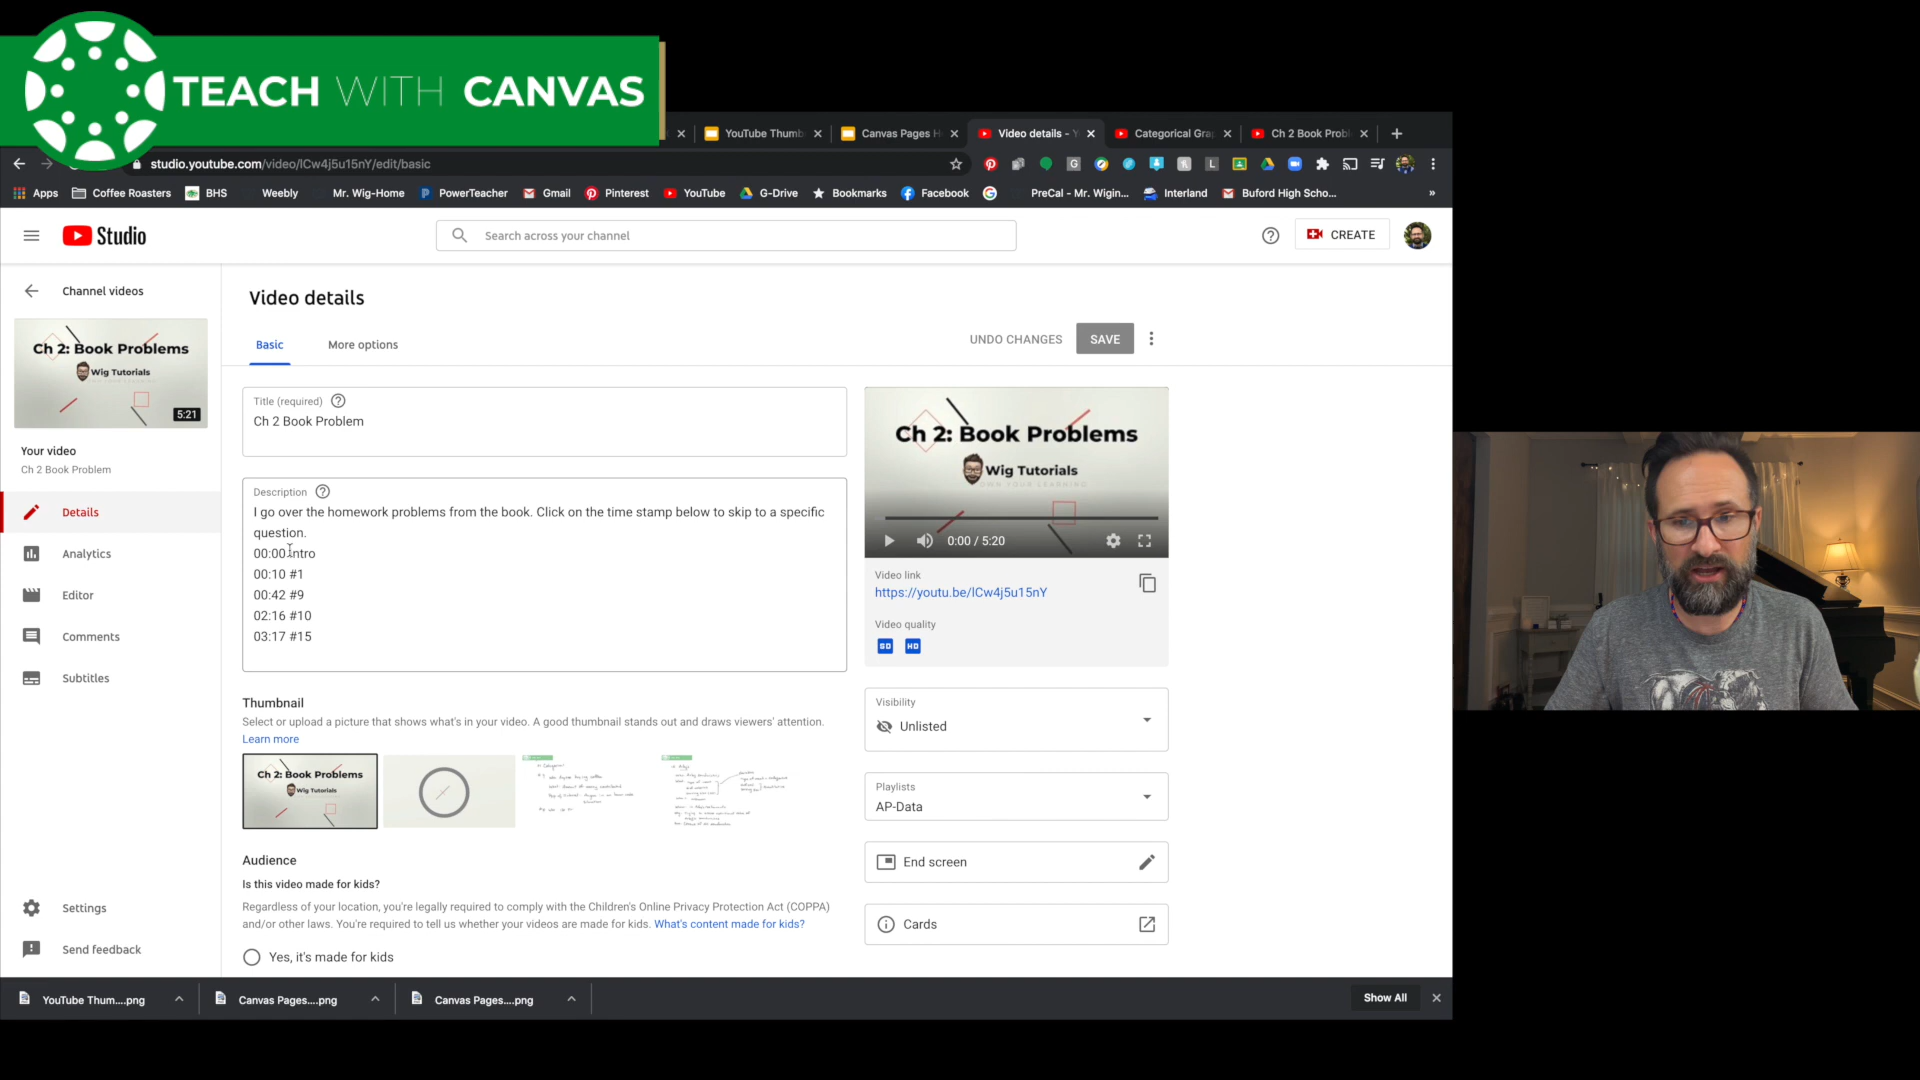 TEACH WITH CANVAS
YouTube Thumb
Canvas Pages H
Video details - Y
Categorical Gra
Ch 2 Book Probl
studio.youtube.com/video/lCw4j5u15nY/edit/basic
Apps
Coffee Roasters
BHS
Weebly
Mr. Wig-Home
PowerTeacher
Gmail
Pinterest
YouTube
G-Drive
Bookmarks
Facebook
PreCal - Mr. Wigin...
Interland
Buford High Scho...
»
Studio
Search across your channel
CREATE
Channel videos
Ch 2: Book Problems
Wig Tutorials
5:21
Your video
Ch 2 Book Problem
Details
Analytics
Editor
Comments
Subtitles
Settings
Send feedback
Video details
Basic
More options
UNDO CHANGES
SAVE
Title (required)
Ch 2 Book Problem
Description
I go over the homework problems from the book. Click on the time stamp below to skip to a specific
question.
00:00 Intro
00:10 #1
00:42 #9
02:16 #10
03:17 #15
Thumbnail
Select or upload a picture that shows what's in your video. A good thumbnail stands out and draws viewers' attention.
Learn more
Ch 2: Book Problems
Wig Tutorials
Audience
Is this video made for kids?
Regardless of your location, you're legally required to comply with the Children's Online Privacy Protection Act (COPPA)
and/or other laws. You're required to tell us whether your videos are made for kids. What's content made for kids?
Yes, it's made for kids
Ch 2: Book Problems
Wig Tutorials
OWN YOUR LEARNING
0:00 / 5:20
Video link
https://youtu.be/lCw4j5u15nY
Video quality
SD
HD
Visibility
Unlisted
Playlists
AP-Data
End screen
Cards
YouTube Thum....png
Canvas Pages....png
Canvas Pages....png
Show All